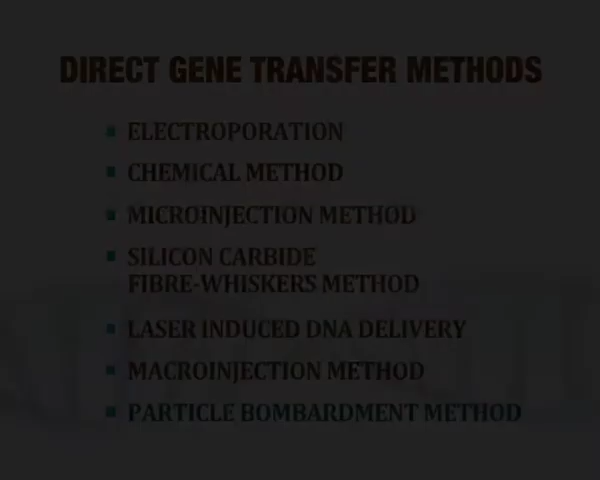 DIRECT GENE TRANSFER METHODS
ELECTROPORATION
CHEMICAL METHOD
MICROINJECTION METHOD
SILICON CARBIDE
FIBRE-WHISKERS METHOD
LASER INDUCED DNA DELIVERY
MACROINJECTION METHOD
PARTICLE BOMBARDMENT METHOD